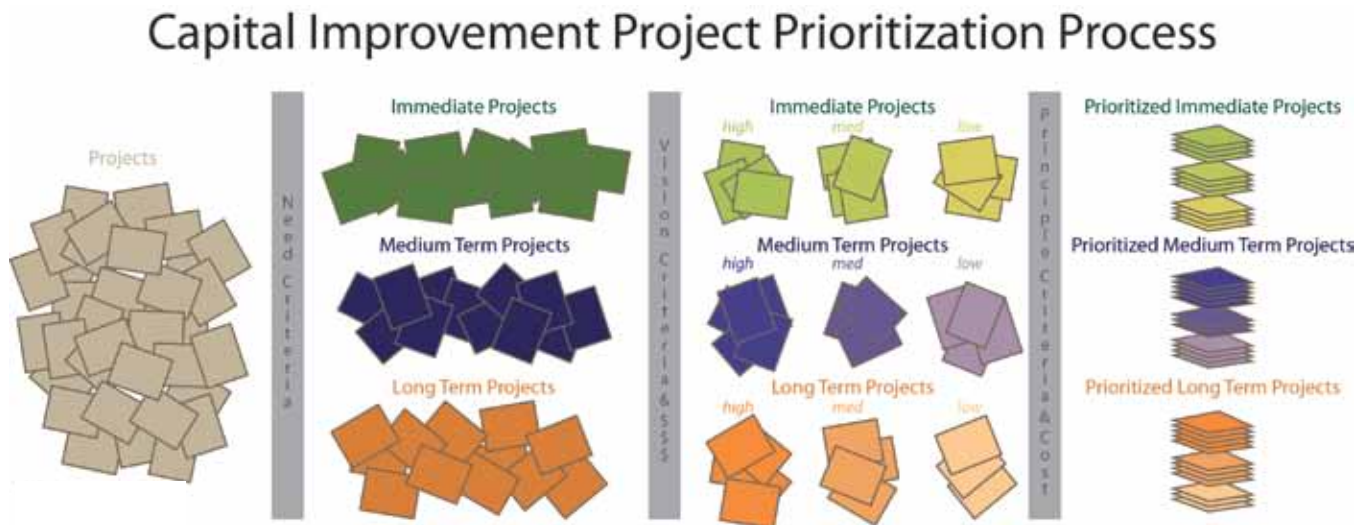 Capital Improvement Project Prioritization Process
Projects
Need Criteria
Immediate Projects
Medium Term Projects
Long Term Projects
Vision Criteria & $$$
Immediate Projects
high med low
Medium Term Projects
high med low
Long Term Projects
high med low
Principle Criteria & Cost
Prioritized Immediate Projects
Prioritized Medium Term Projects
Prioritized Long Term Projects